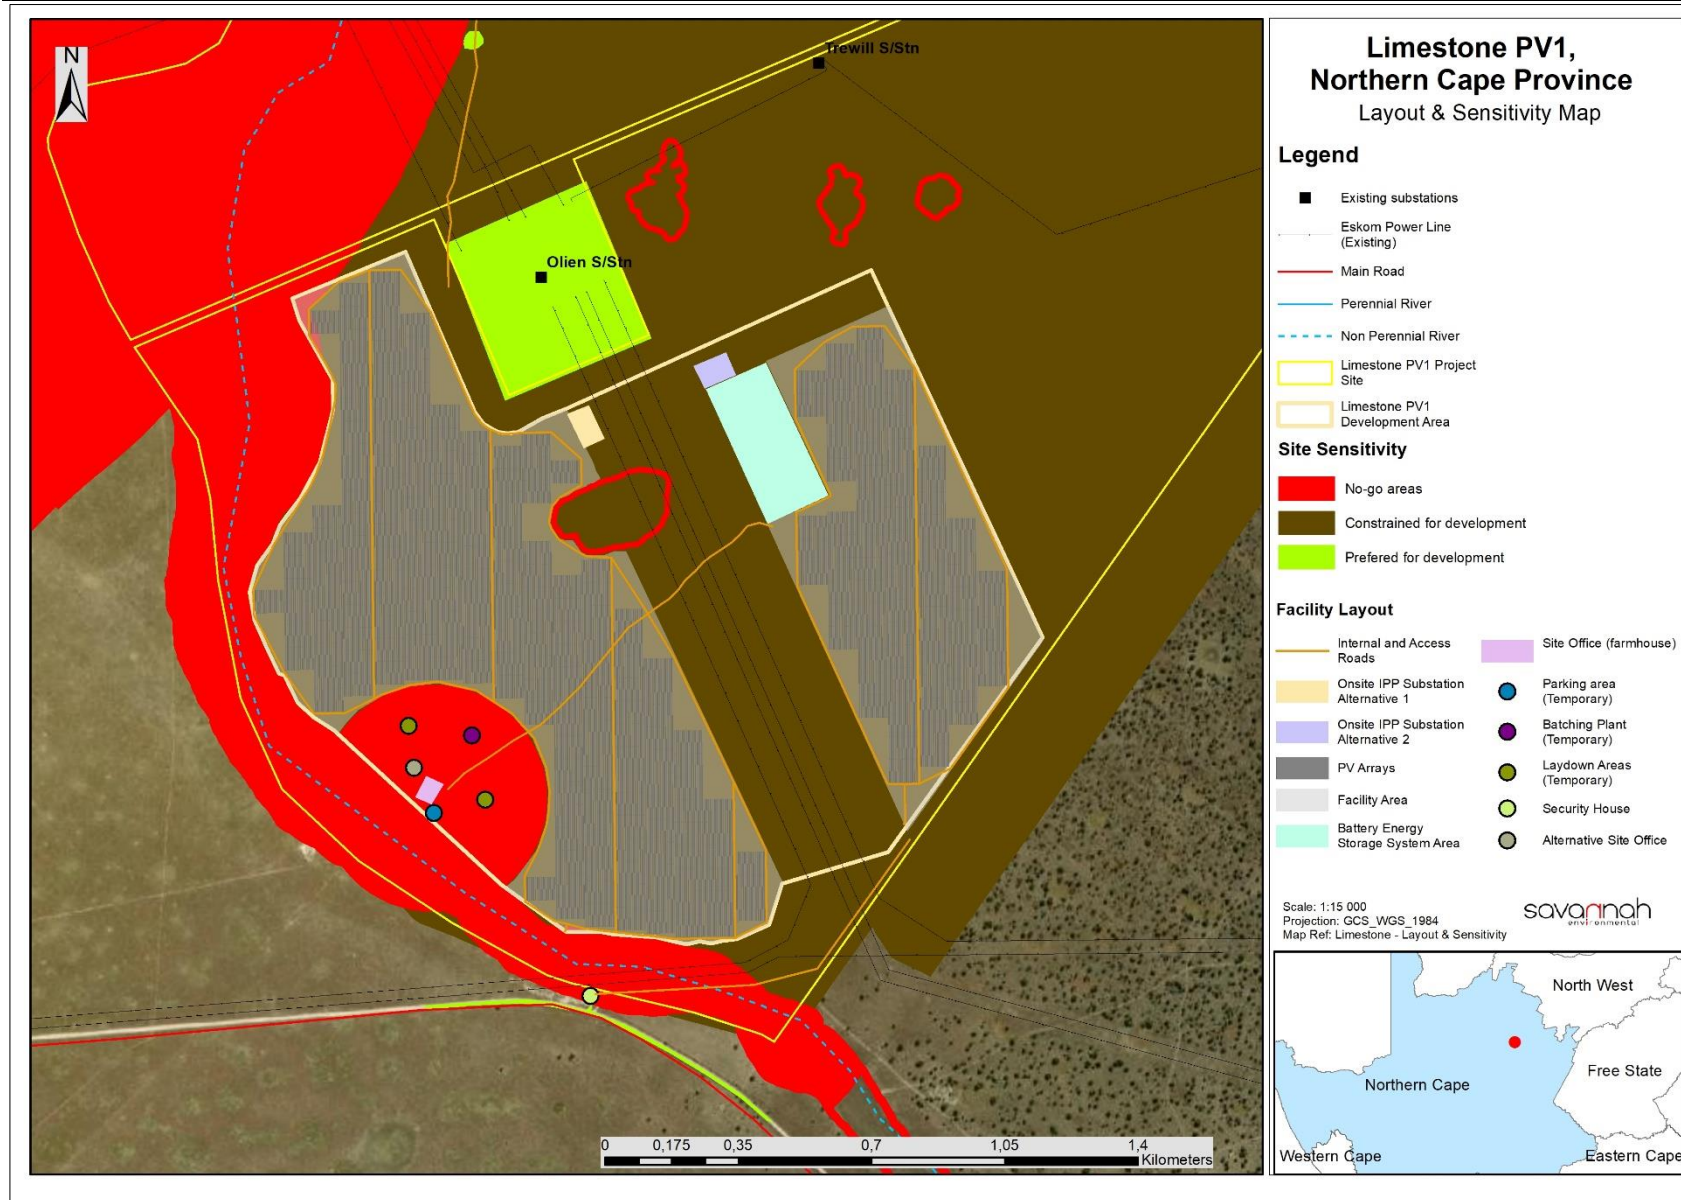 N
Trewill S/Stn
Olien S/Stn
0 0,175 0,35 0,7 1,05 1,4
Kilometers
Limestone PV1,
Northern Cape Province
Layout & Sensitivity Map
Legend
Existing substations
Eskom Power Line
(Existing)
Main Road
Perennial River
Non Perennial River
Limestone PV1 Project
Site
Limestone PV1
Development Area
Site Sensitivity
No-go areas
Constrained for development
Prefered for development
Facility Layout
Internal and Access
Roads
Onsite IPP Substation
Alternative 1
Onsite IPP Substation
Alternative 2
PV Arrays
Facility Area
Battery Energy
Storage System Area
Site Office (farmhouse)
Parking area
(Temporary)
Batching Plant
(Temporary)
Laydown Areas
(Temporary)
Security House
Alternative Site Office
Scale: 1:15 000
Projection: GCS_WGS_1984
Map Ref: Limestone - Layout & Sensitivity
savannah
environmental
North West
Free State
Northern Cape
Western Cape
Eastern Cape